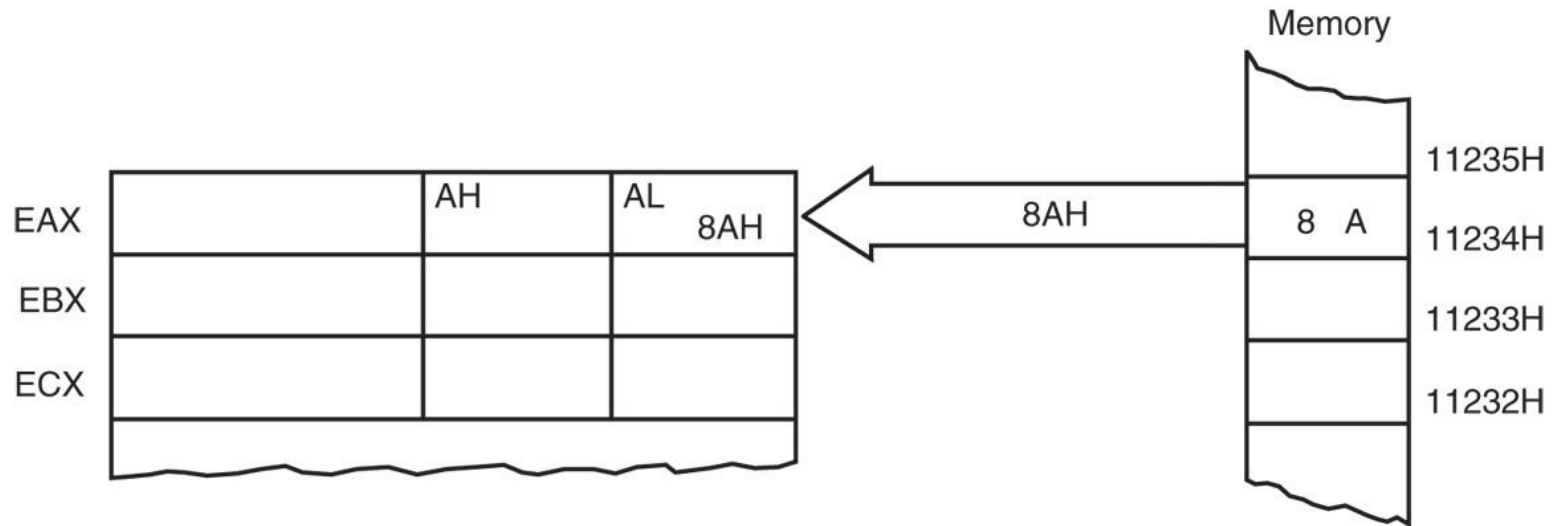 Memory
11235H
AH
AL
EAX
8AH
8AH
8 A
11234H
EBX
11233H
ECX
11232H